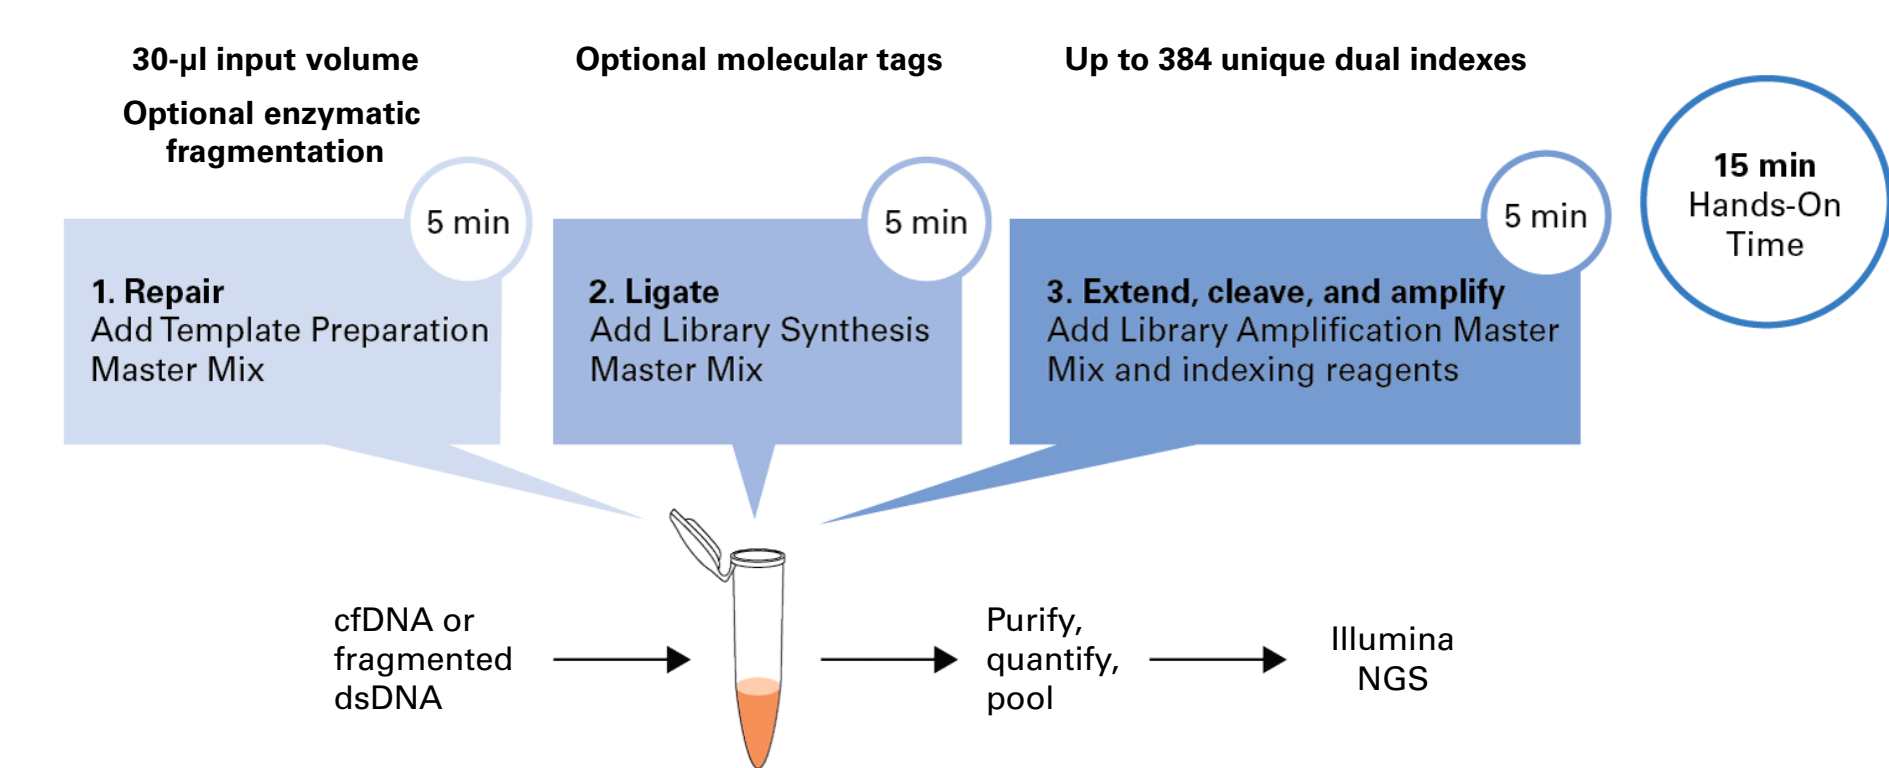 30-µl input volume
Optional enzymatic
fragmentation
Optional molecular tags
Up to 384 unique dual indexes
5 min
1. Repair
Add Template Preparation
Master Mix
5 min
2. Ligate
Add Library Synthesis
Master Mix
5 min
3. Extend, cleave, and amplify
Add Library Amplification Master
Mix and indexing reagents
15 min
Hands-On
Time
cfDNA or
fragmented
dsDNA
Purify,
quantify,
pool
Illumina
NGS